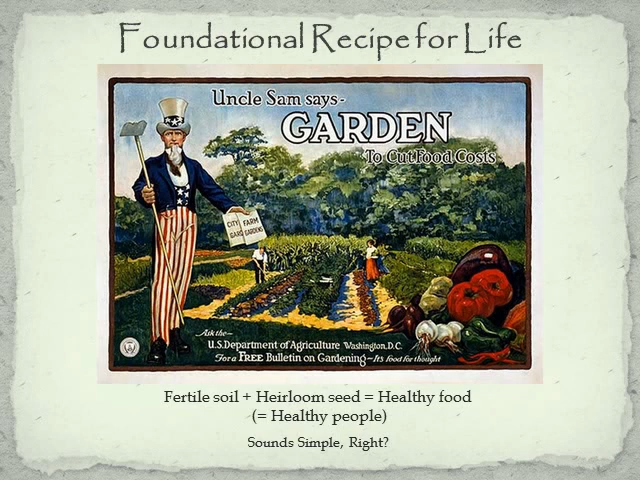 Foundational Recipe for Life
Uncle Sam says-
GARDEN
To Cut Food Costs
CITY FARM
GARDENS
Ask the-
U.S. Department of Agriculture Washington, D.C.
For a FREE Bulletin on Gardening - It's food for thought
Fertile soil + Heirloom seed = Healthy food
(= Healthy people)
Sounds Simple, Right?